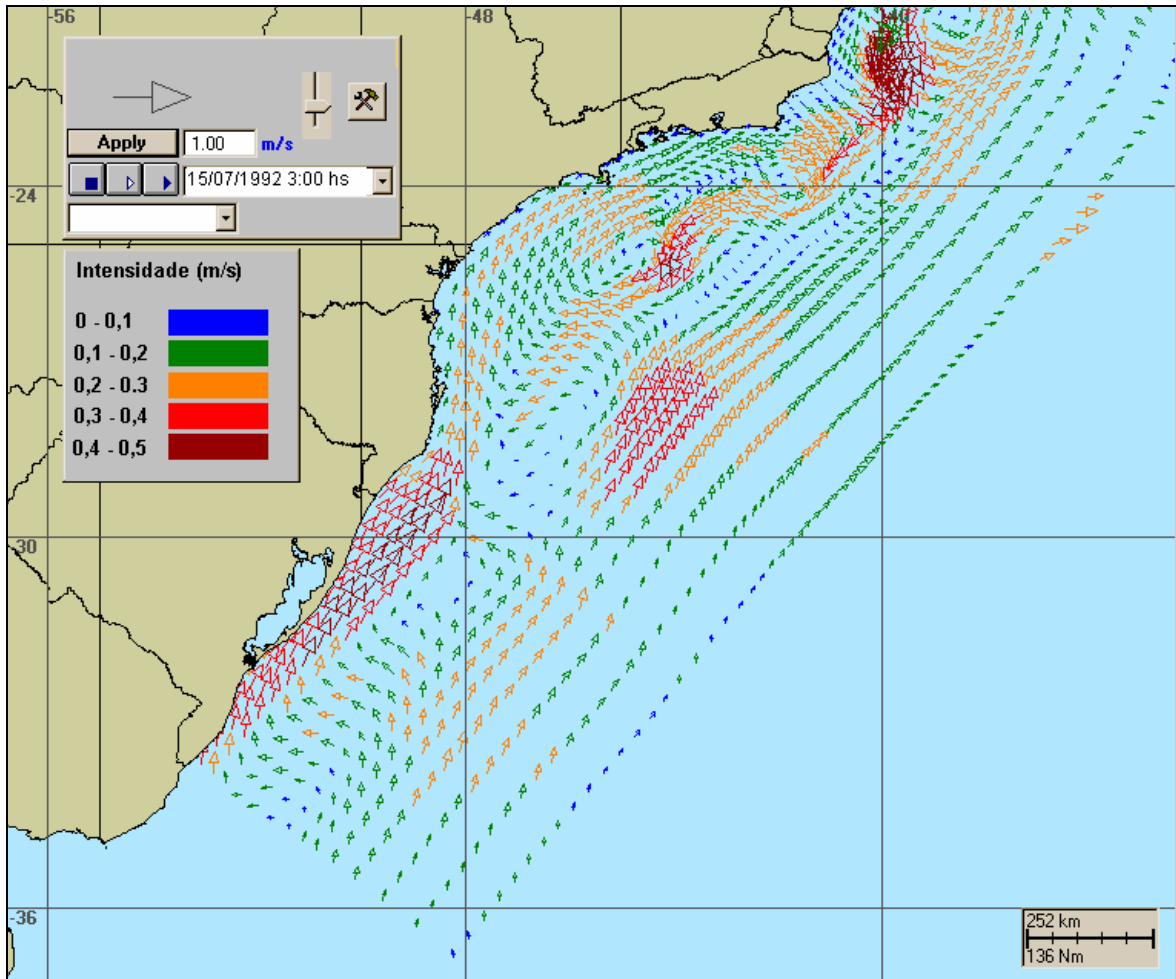 -56
-48
-40
Apply
1.00
m/s
15/07/1992 3:00 hs
-24
Intensidade (m/s)
0 - 0,1
0,1 - 0,2
0,2 - 0.3
0,3 - 0,4
0,4 - 0,5
-30
-36
252 km
136 Nm